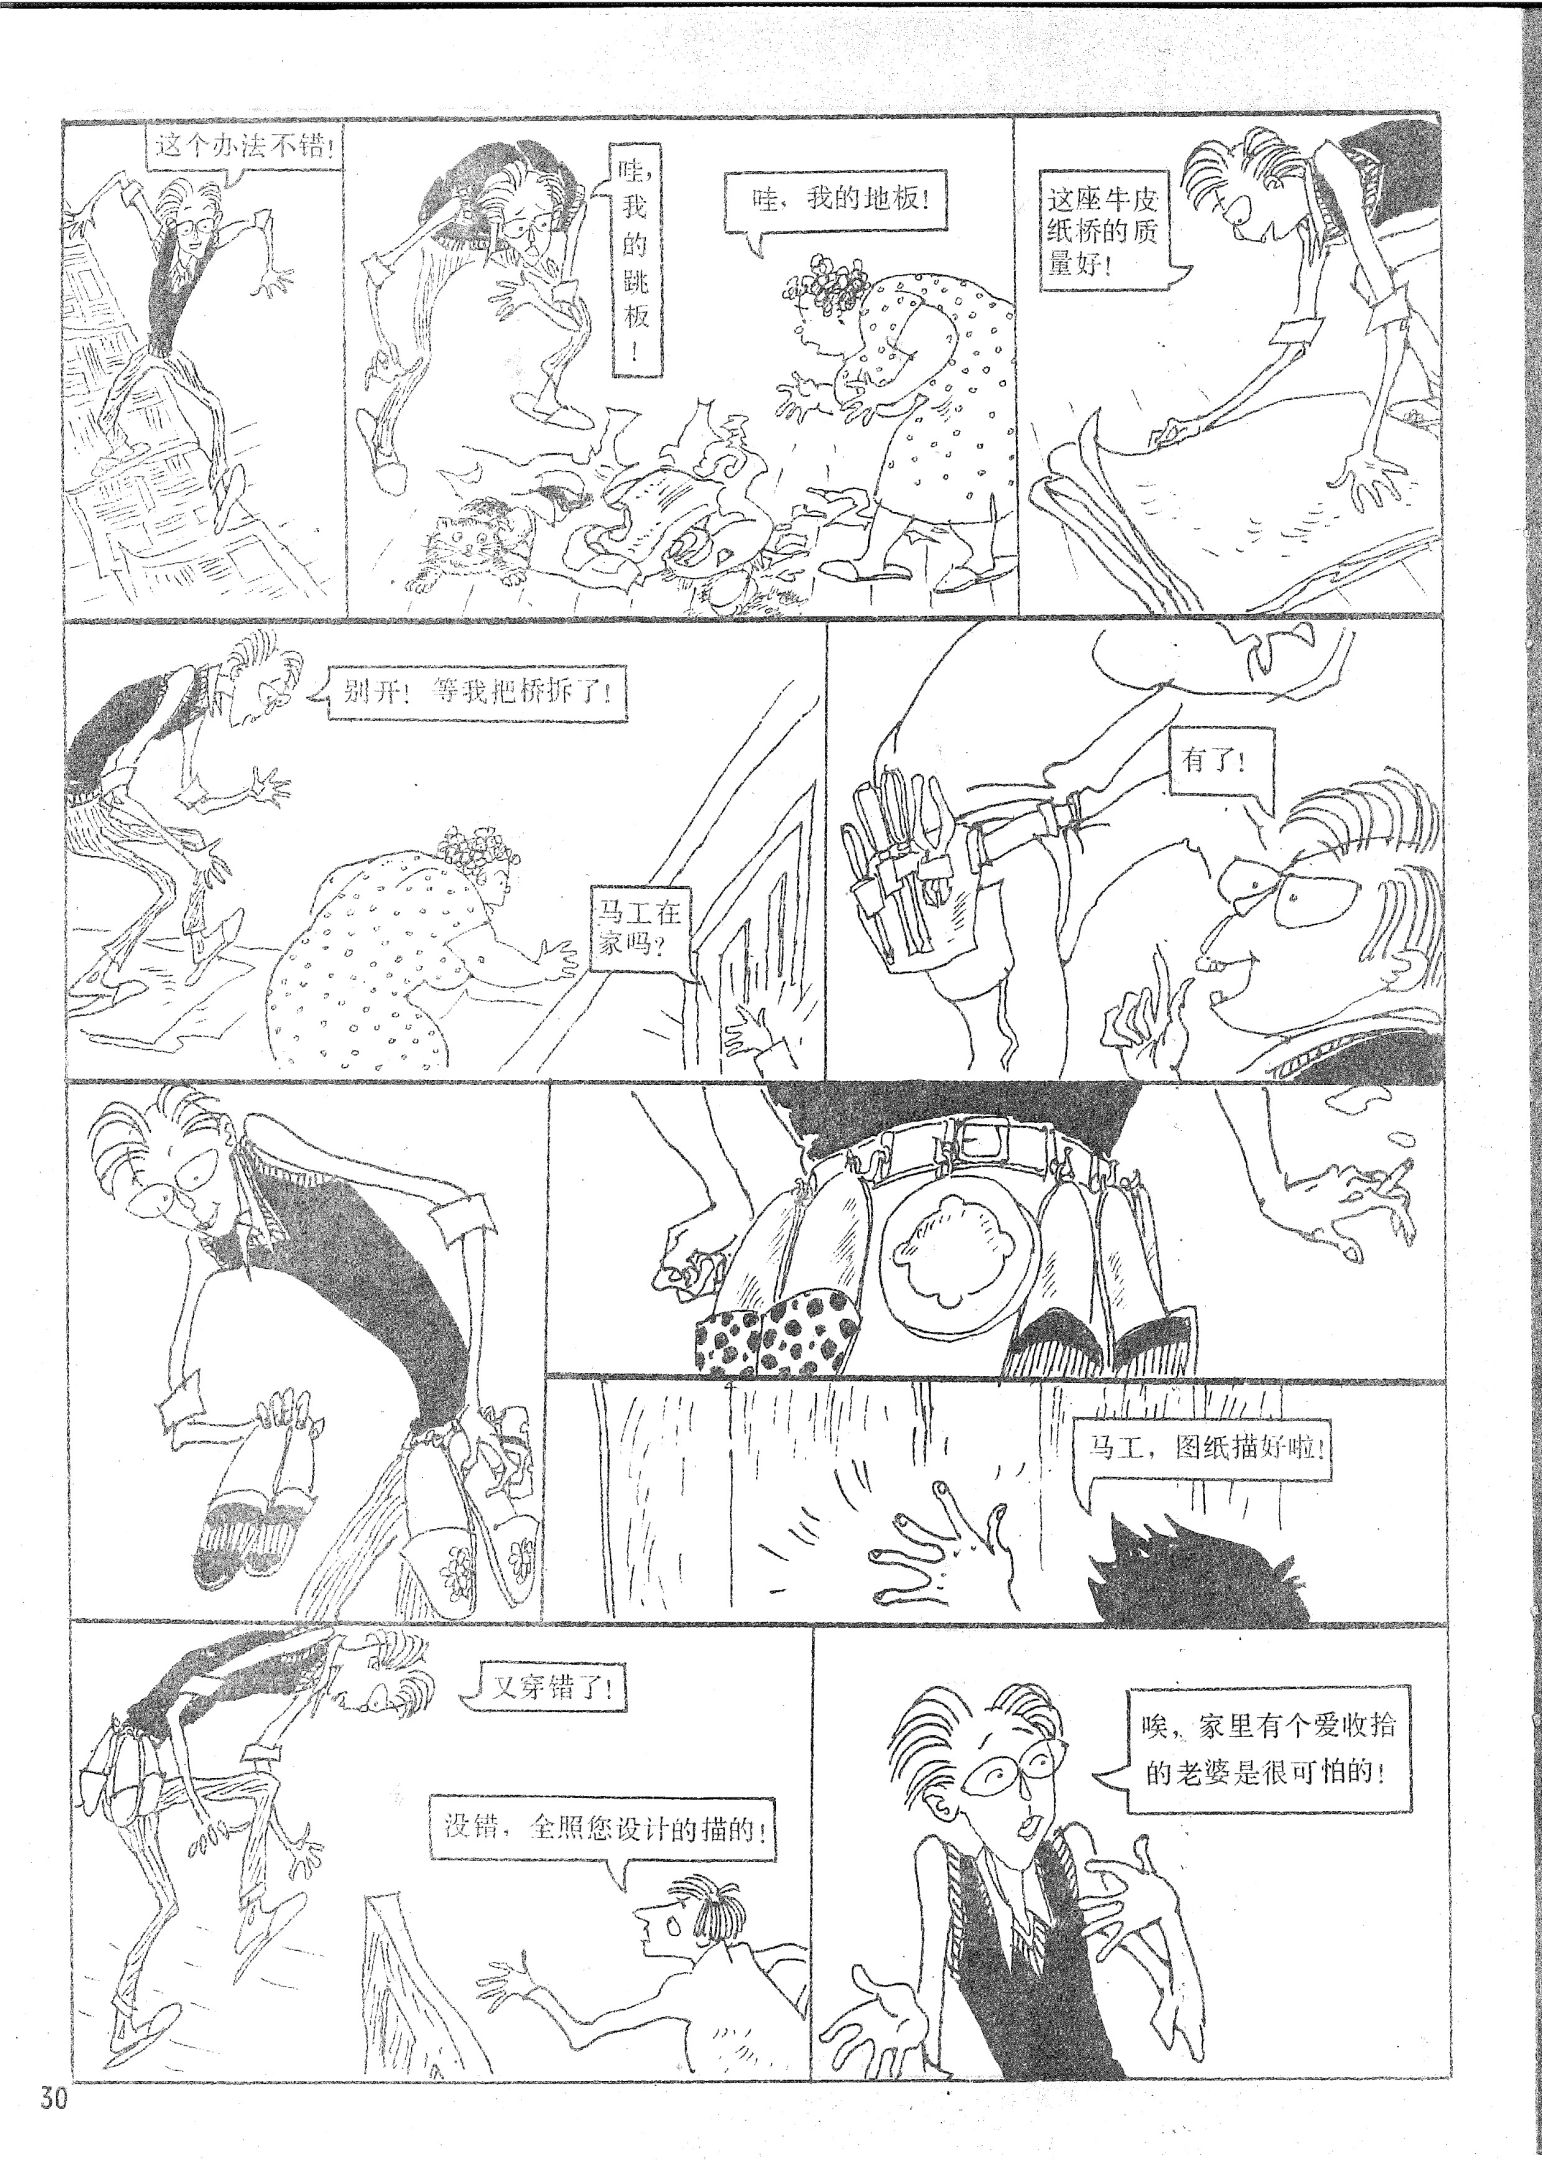 这个办法不错！
哇，我的跳板！
哇，我的地板！
这座牛皮
纸桥的质
量好！
别开！等我把桥拆了！
马工在
家吗？
有了！
马工，图纸描好啦！
又穿错了！
没错，全照您设计的描的！
唉，家里有个爱收拾
的老婆是很可怕的！
30